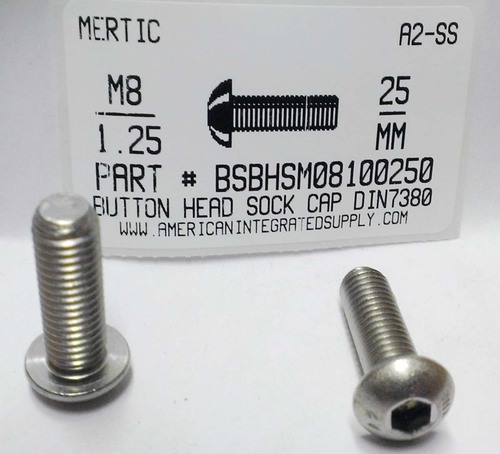 MERTIC A2-SS
M8 25
1.25 MM
PART # BSBHSM08100250
BUTTON HEAD SOCK CAP DIN7380
WWW.AMERICANINTEGRATEDSUPPLY.COM